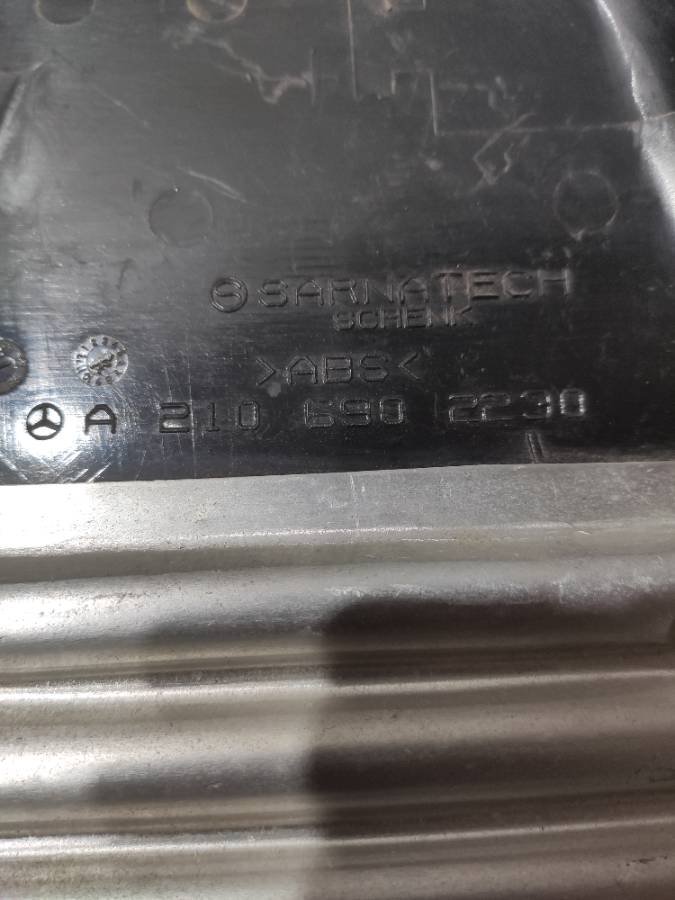 SARNATECH
SCHENK
>ABS<
A 210 690 2230